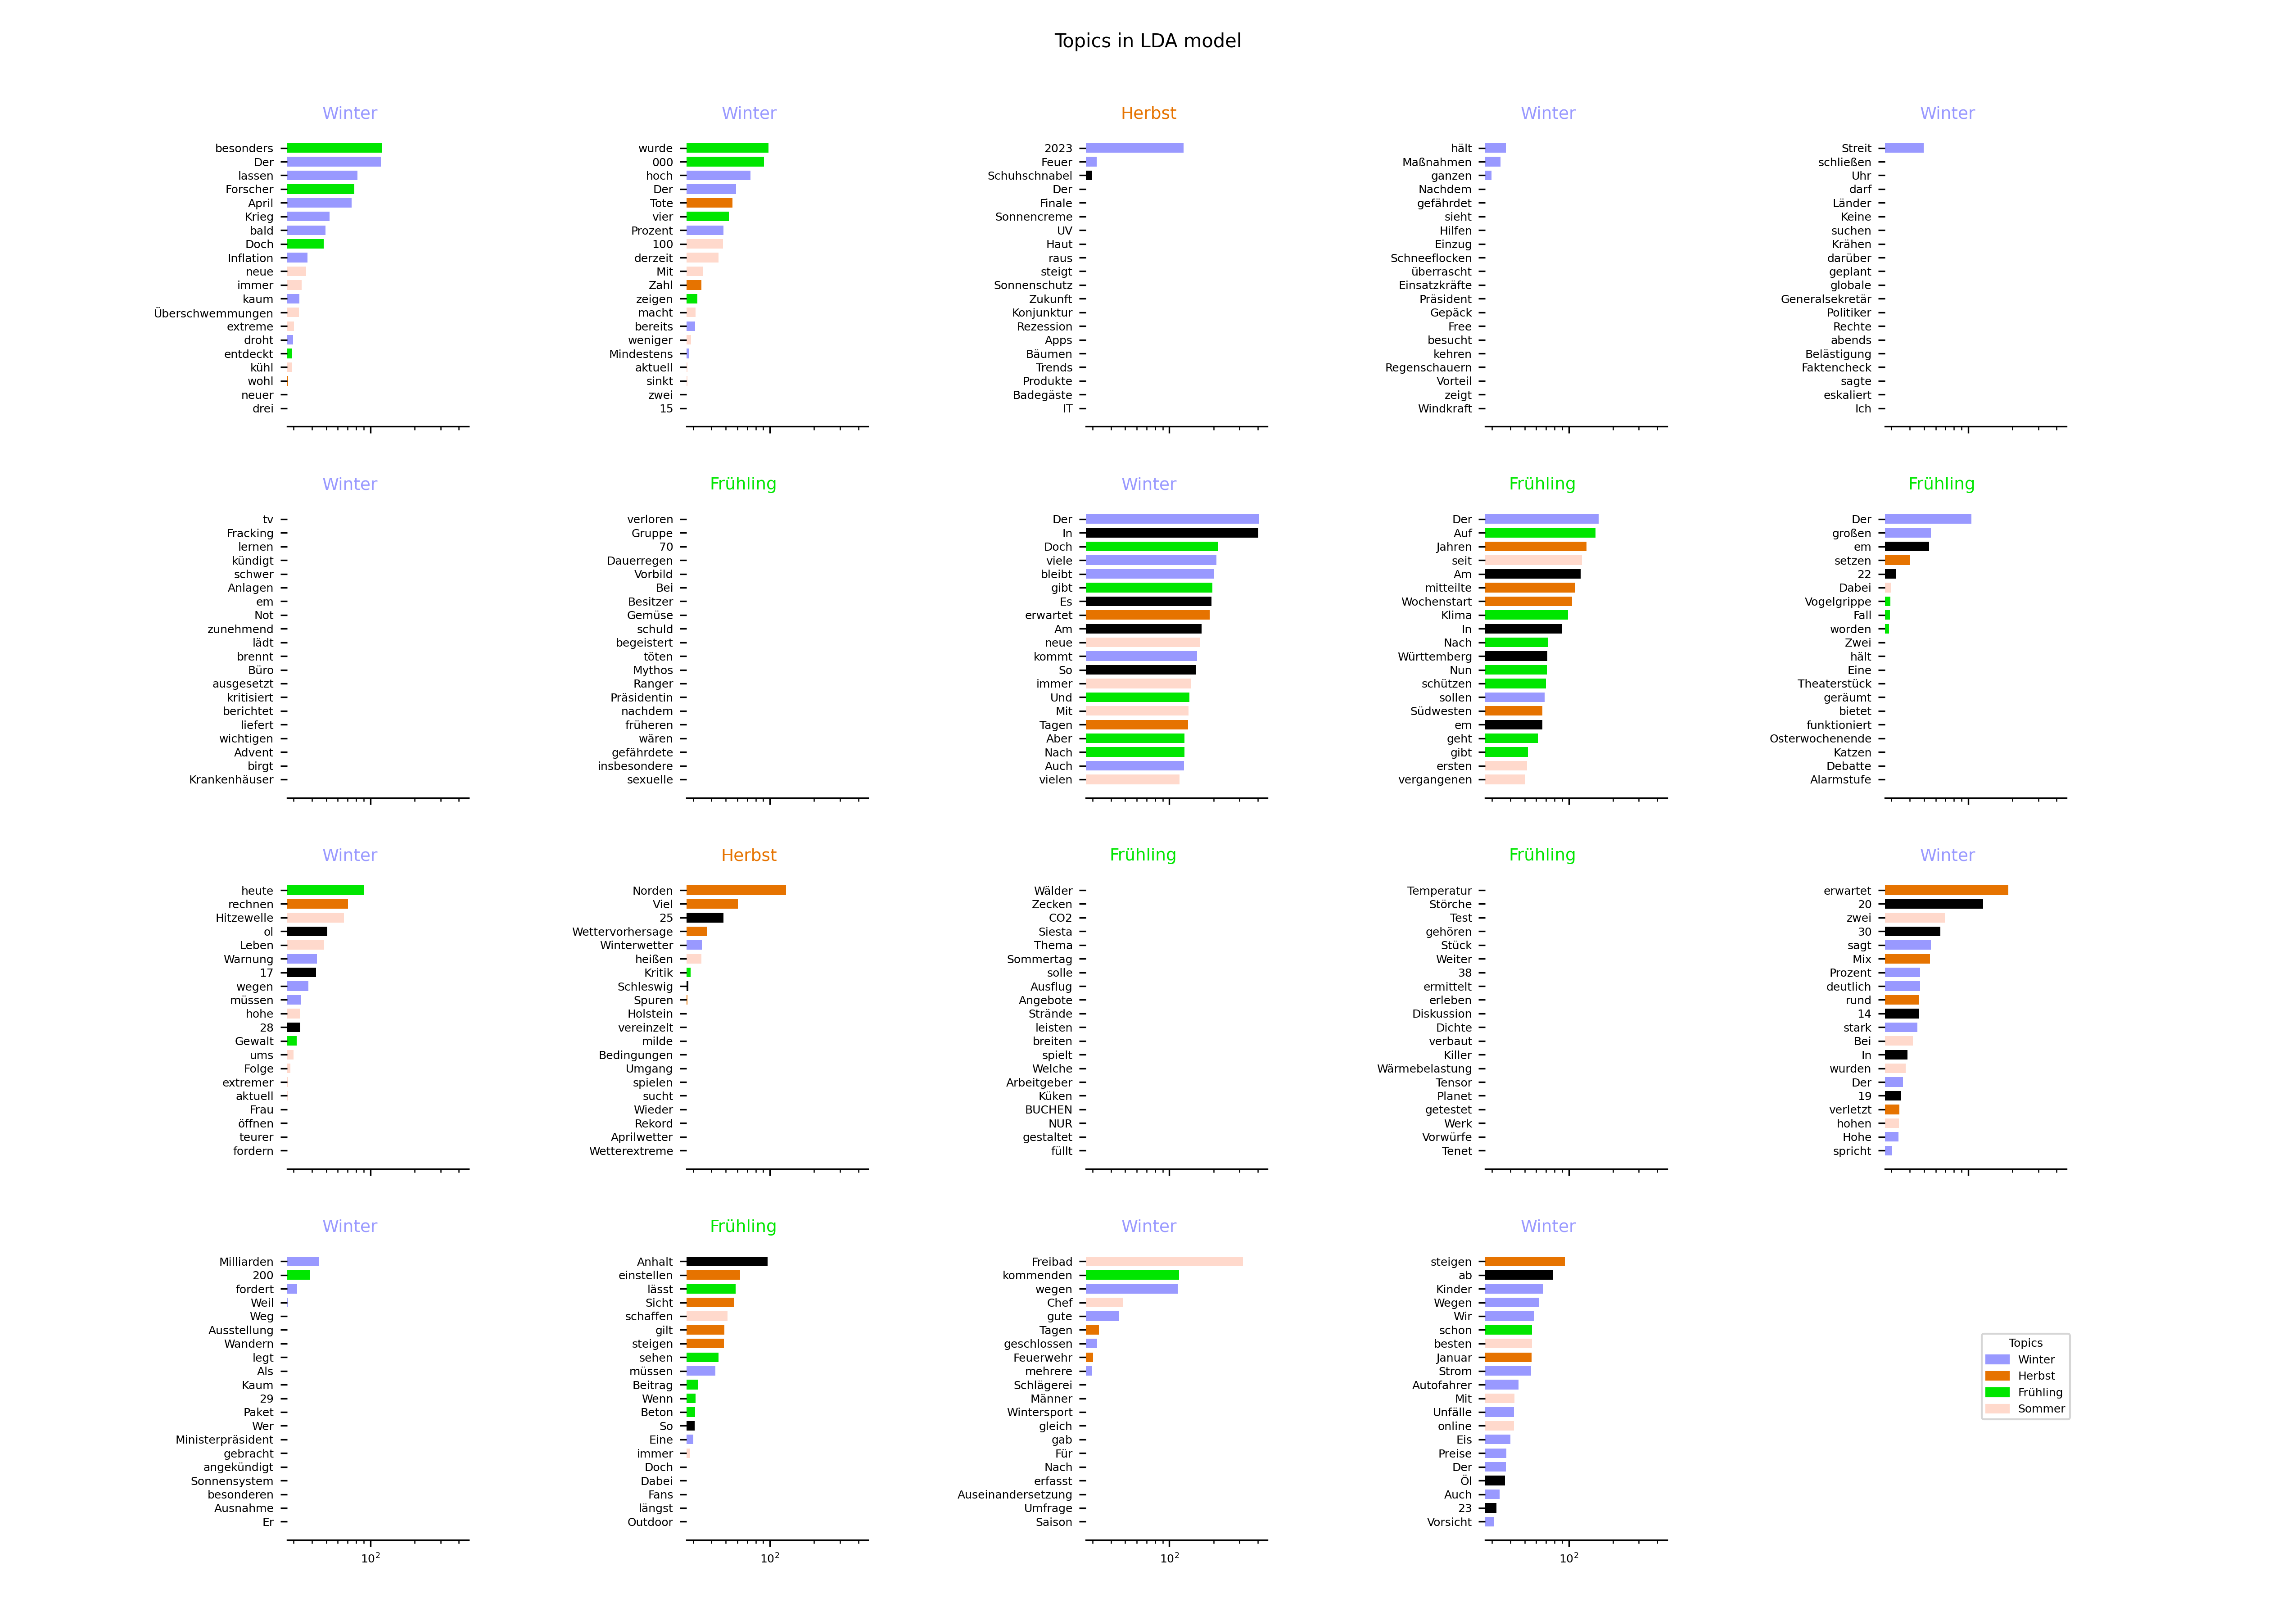 Topics in LDA model
Winter
besonders
Der
lassen
Forscher
April
Krieg
bald
Doch
Inflation
neue
immer
kaum
Überschwemmungen
extreme
droht
entdeckt
kühl
wohl
neuer
drei
Winter
wurde
000
hoch
Der
Tote
vier
Prozent
100
derzeit
Mit
Zahl
zeigen
macht
bereits
weniger
Mindestens
aktuell
sinkt
zwei
15
Herbst
2023
Feuer
Schuhschnabel
Der
Finale
Sonnencreme
UV
Haut
raus
steigt
Sonnenschutz
Zukunft
Konjunktur
Rezession
Apps
Bäumen
Trends
Produkte
Badegäste
IT
Winter
hält
Maßnahmen
ganzen
Nachdem
gefährdet
sieht
Hilfen
Einzug
Schneeflocken
überrascht
Einsatzkräfte
Präsident
Gepäck
Free
besucht
kehren
Regenschauern
Vorteil
zeigt
Windkraft
Winter
Streit
schließen
Uhr
darf
Länder
Keine
suchen
Krähen
darüber
geplant
globale
Generalsekretär
Politiker
Rechte
abends
Belästigung
Faktencheck
sagte
eskaliert
Ich
Winter
tv
Fracking
lernen
kündigt
schwer
Anlagen
em
Not
zunehmend
lädt
brennt
Büro
ausgesetzt
kritisiert
berichtet
liefert
wichtigen
Advent
birgt
Krankenhäuser
Frühling
verloren
Gruppe
70
Dauerregen
Vorbild
Bei
Besitzer
Gemüse
schuld
begeistert
töten
Mythos
Ranger
Präsidentin
nachdem
früheren
wären
gefährdete
insbesondere
sexuelle
Winter
Der
In
Doch
viele
bleibt
gibt
Es
erwartet
Am
neue
kommt
So
immer
Und
Mit
Tagen
Aber
Nach
Auch
vielen
Frühling
Der
Auf
Jahren
seit
Am
mitteilte
Wochenstart
Klima
In
Nach
Württemberg
Nun
schützen
sollen
Südwesten
em
geht
gibt
ersten
vergangenen
Frühling
Der
großen
em
setzen
22
Dabei
Vogelgrippe
Fall
worden
Zwei
hält
Eine
Theaterstück
geräumt
bietet
funktioniert
Osterwochenende
Katzen
Debatte
Alarmstufe
Winter
heute
rechnen
Hitzewelle
ol
Leben
Warnung
17
wegen
müssen
hohe
28
Gewalt
ums
Folge
extremer
aktuell
Frau
öffnen
teurer
fordern
Herbst
Norden
Viel
25
Wettervorhersage
Winterwetter
heißen
Kritik
Schleswig
Spuren
Holstein
vereinzelt
milde
Bedingungen
Umgang
spielen
sucht
Wieder
Rekord
Aprilwetter
Wetterextreme
Frühling
Wälder
Zecken
CO2
Siesta
Thema
Sommertag
solle
Ausflug
Angebote
Strände
leisten
breiten
spielt
Welche
Arbeitgeber
Küken
BUCHEN
NUR
gestaltet
füllt
Frühling
Temperatur
Störche
Test
gehören
Stück
Weiter
38
ermittelt
erleben
Diskussion
Dichte
verbaut
Killer
Wärmebelastung
Tensor
Planet
getestet
Werk
Vorwürfe
Tenet
Winter
erwartet
20
zwei
30
sagt
Mix
Prozent
deutlich
rund
14
stark
Bei
In
wurden
Der
19
verletzt
hohen
Hohe
spricht
Winter
Milliarden
200
fordert
Weil
Weg
Ausstellung
Wandern
legt
Als
Kaum
29
Paket
Wer
Ministerpräsident
gebracht
angekündigt
Sonnensystem
besonderen
Ausnahme
Er
10²
Frühling
Anhalt
einstellen
lässt
Sicht
schaffen
gilt
steigen
sehen
müssen
Beitrag
Wenn
Beton
So
Eine
immer
Doch
Dabei
Fans
längst
Outdoor
10²
Winter
Freibad
kommenden
wegen
Chef
gute
Tagen
geschlossen
Feuerwehr
mehrere
Schlägerei
Männer
Wintersport
gleich
gab
Für
Nach
erfasst
Auseinandersetzung
Umfrage
Saison
10²
Winter
steigen
ab
Kinder
Wegen
Wir
schon
besten
Januar
Strom
Autofahrer
Mit
Unfälle
online
Eis
Preise
Der
Öl
Auch
23
Vorsicht
10²
Topics
Winter
Herbst
Frühling
Sommer